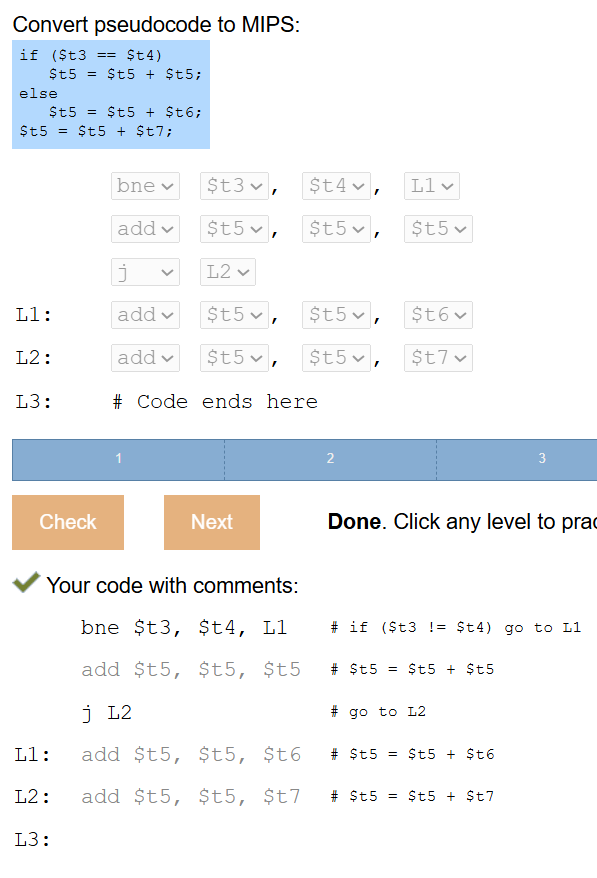 Convert pseudocode to MIPS:
if ($t3 == $t4)
   $t5 = $t5 + $t5;
else
   $t5 = $t5 + $t6;
$t5 = $t5 + $t7;
bne $t3, $t4, L1
add $t5, $t5, $t5
j L2
L1: add $t5, $t5, $t6
L2: add $t5, $t5, $t7
L3: # Code ends here
1 2 3
Check Next Done. Click any level to prac
Your code with comments:
bne $t3, $t4, L1 # if ($t3 != $t4) go to L1
add $t5, $t5, $t5 # $t5 = $t5 + $t5
j L2 # go to L2
L1: add $t5, $t5, $t6 # $t5 = $t5 + $t6
L2: add $t5, $t5, $t7 # $t5 = $t5 + $t7
L3: